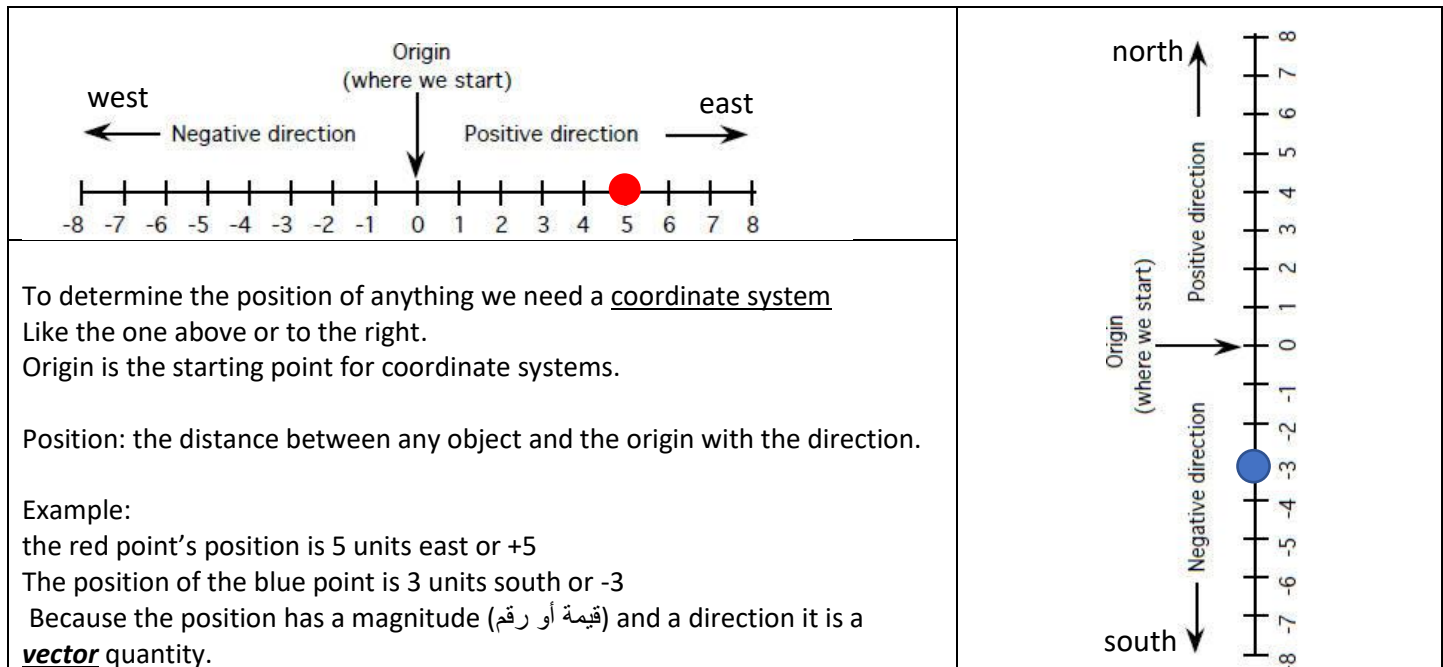 Origin
(where we start)
west
east
Negative direction
Positive direction
-8 -7 -6 -5 -4 -3 -2 -1 0 1 2 3 4 5 6 7 8
To determine the position of anything we need a coordinate system
Like the one above or to the right.
Origin is the starting point for coordinate systems.
Position: the distance between any object and the origin with the direction.
Example:
the red point’s position is 5 units east or +5
The position of the blue point is 3 units south or -3
Because the position has a magnitude (قيمة أو رقم) and a direction it is a
vector quantity.
north
Positive direction
Origin
(where we start)
Negative direction
south
8
7
6
5
4
3
2
1
0
-1
-2
-3
-4
-5
-6
-7
-8